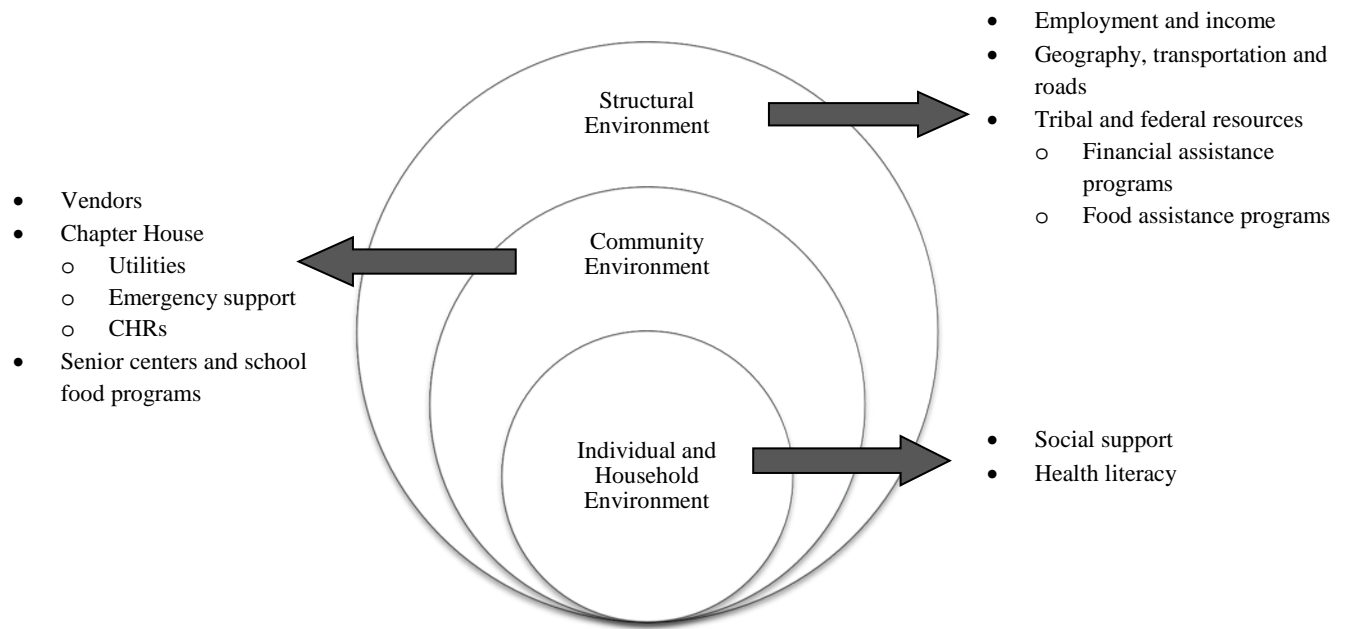 • Employment and income
• Geography, transportation and
roads
• Tribal and federal resources
o Financial assistance
programs
o Food assistance programs
Structural
Environment
• Vendors
• Chapter House
o Utilities
o Emergency support
o CHRs
• Senior centers and school
food programs
Community
Environment
Individual and
Household
Environment
• Social support
• Health literacy